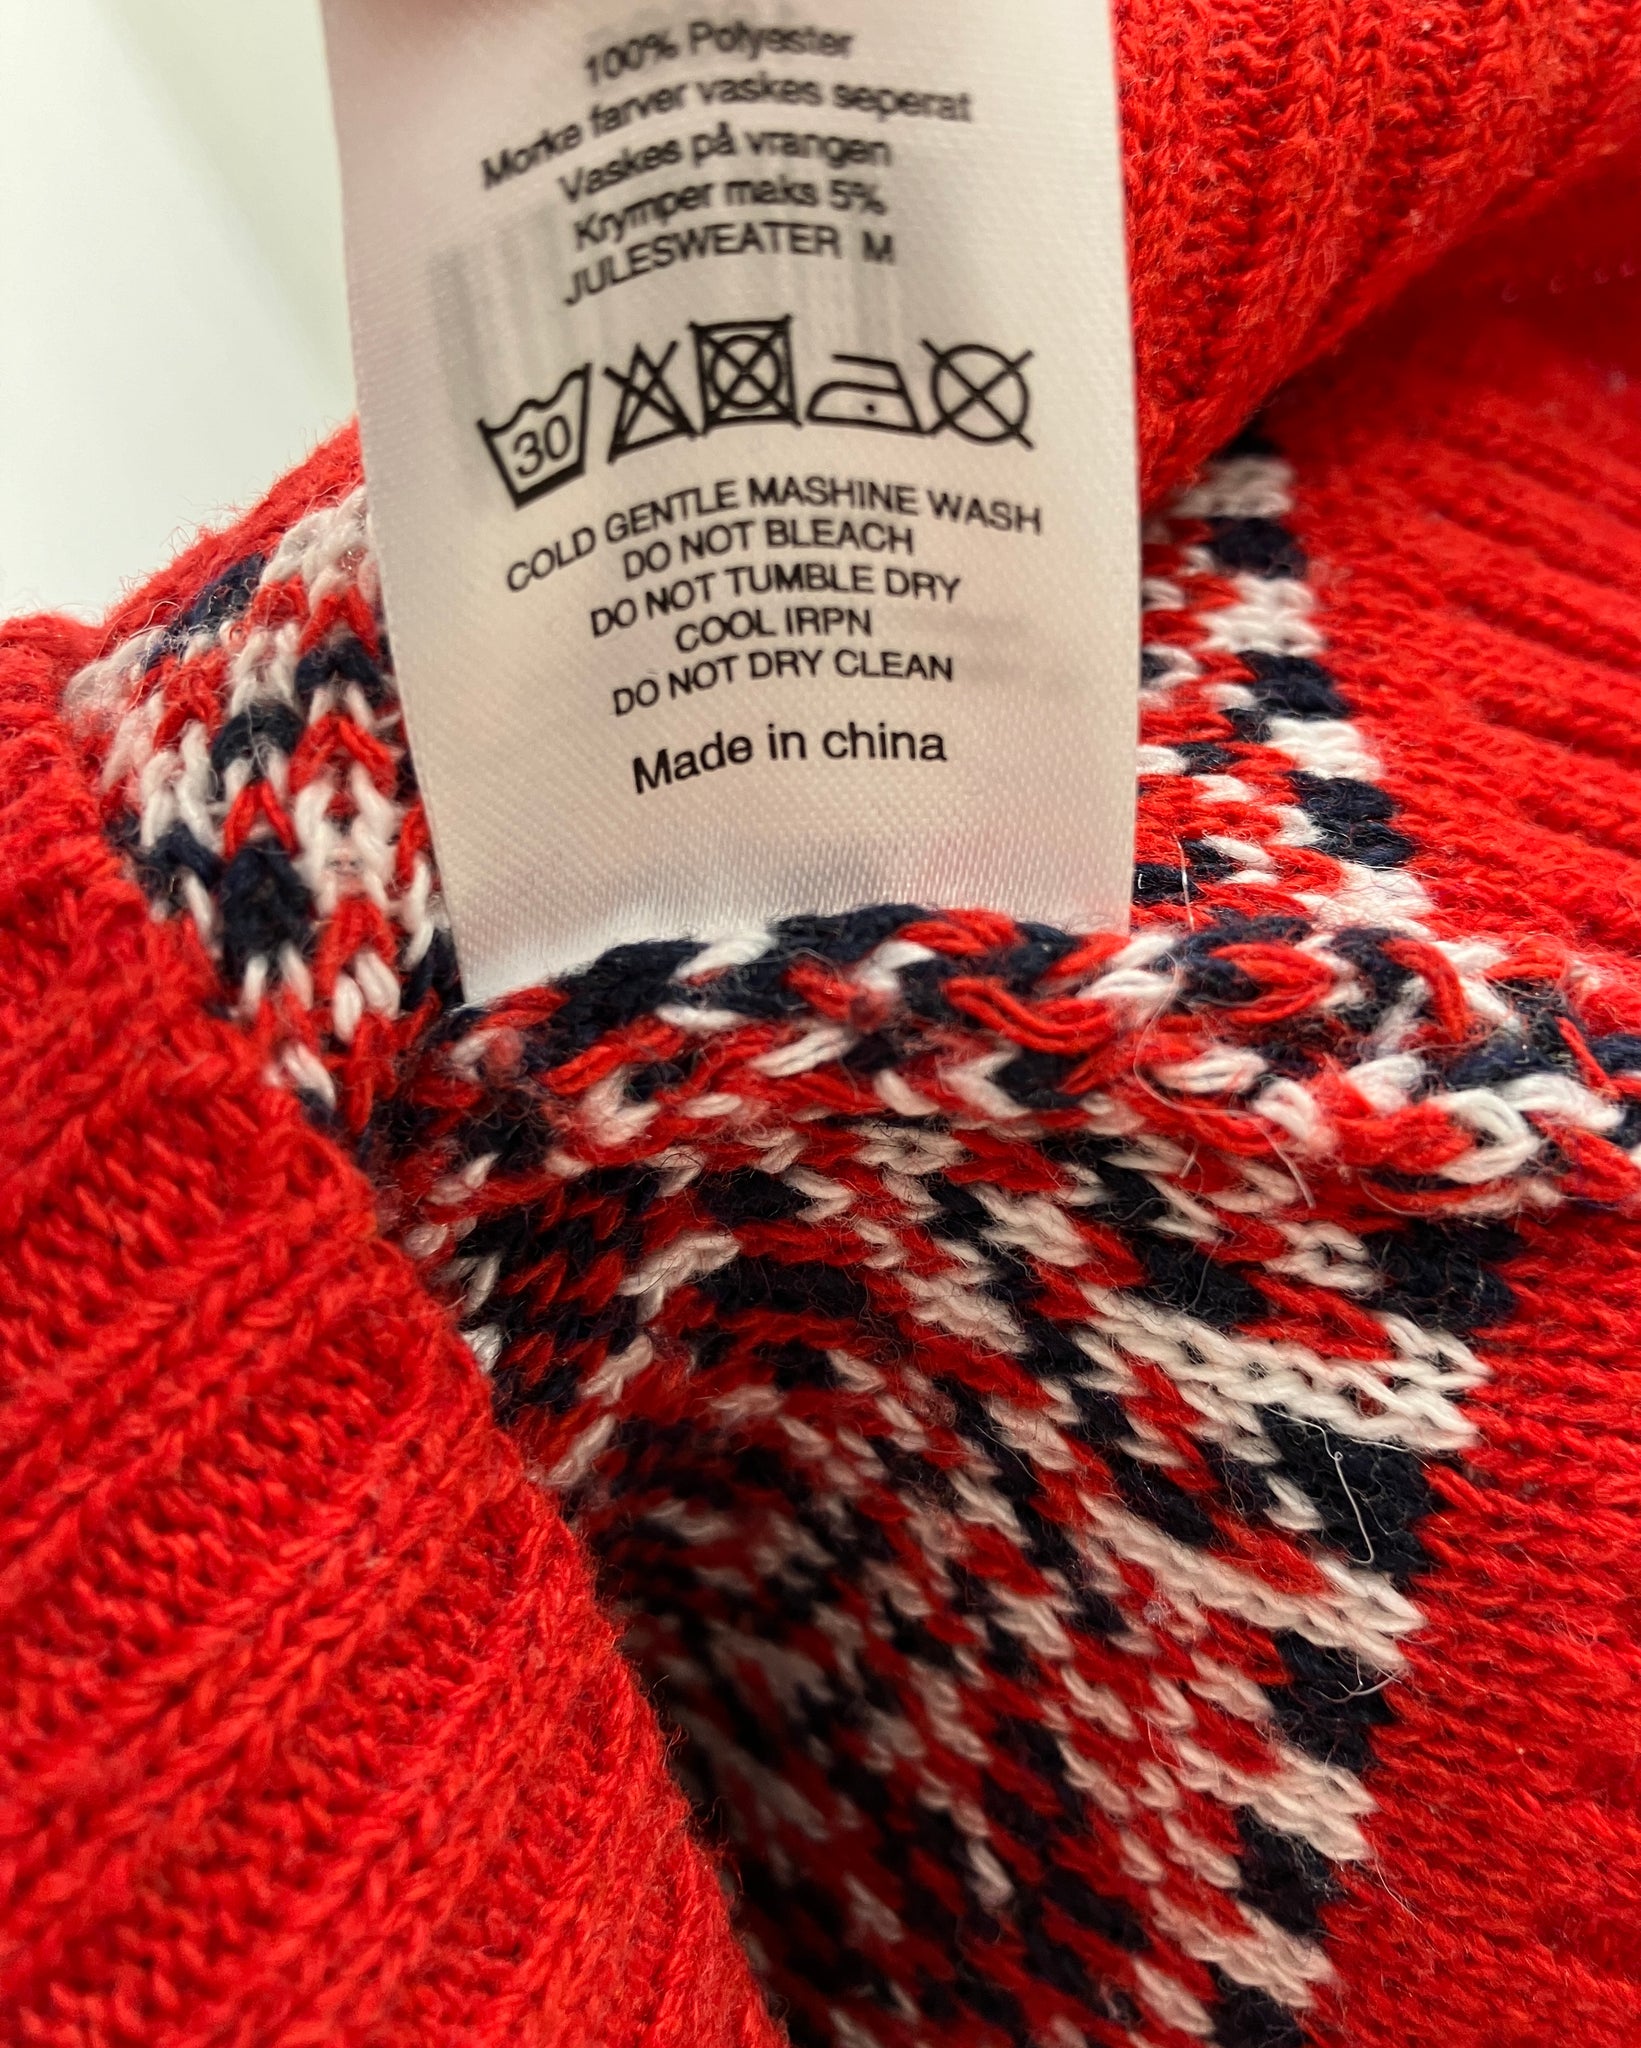 100% Polyester
Morke farver vaskes seperat
Vaskes på vrangen
Krymper maks 5%
JULESWEATER M
30
COLD GENTLE MASHINE WASH
DO NOT BLEACH
DO NOT TUMBLE DRY
COOL IRPN
DO NOT DRY CLEAN
Made in china